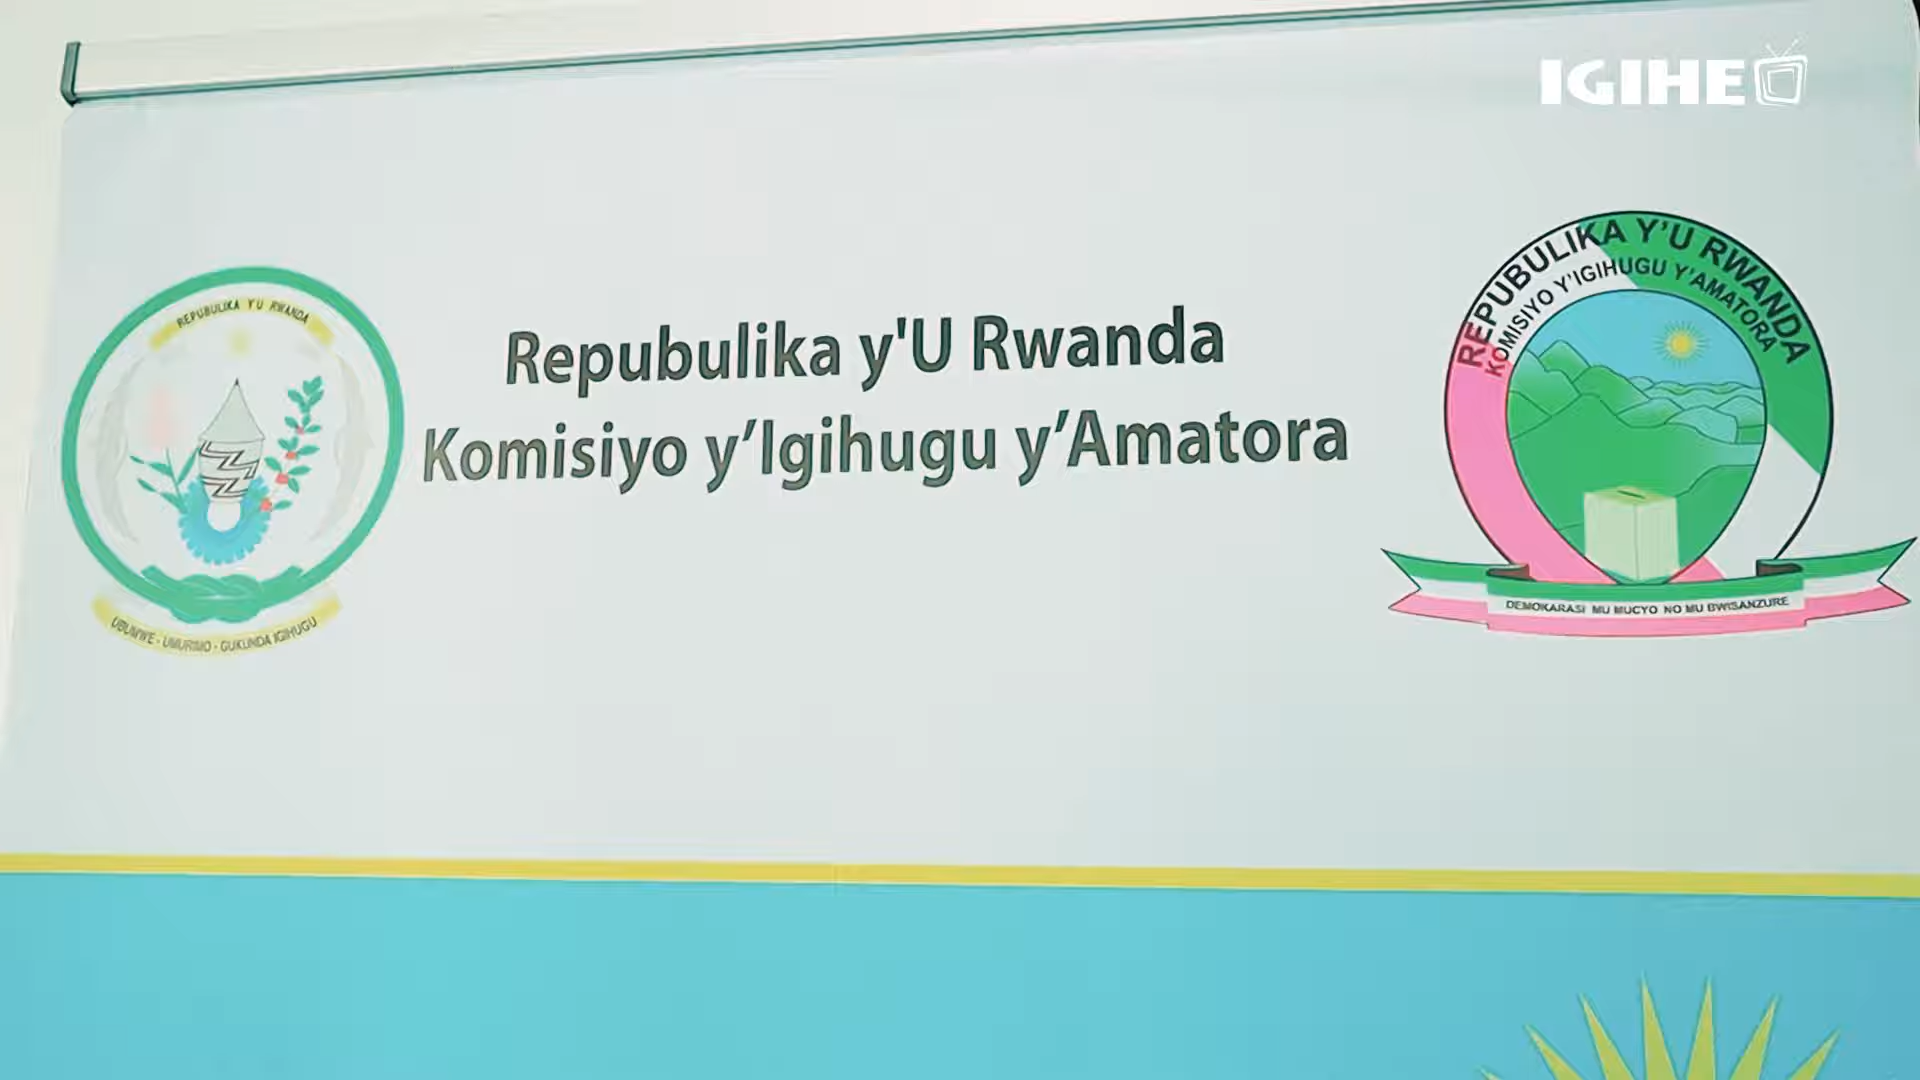 IGIHE
REPUBULIKA Y'U RWANDA
Repubulika y'U Rwanda
Komisiyo y’Igihugu y’Amatora
UBUMWE - UMURIMO - GUKUNDA IGIHUGU
REPUBULIKA Y'U RWANDA
KOMISIYO Y'IGIHUGU Y'AMATORA
DEMOKARASI MU MUCYO NO MU BWISANZURE